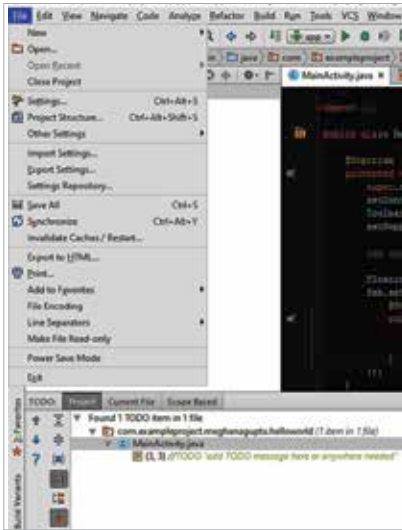 File Edit View Navigate Code Analyze Refactor Build Run Tools VCS Window
New
Open...
Open Recent
Close Project
Settings... Ctrl+Alt+S
Project Structure... Ctrl+Alt+Shift+S
Other Settings
Import Settings...
Export Settings...
Settings Repository...
Save All Ctrl+S
Synchronize Ctrl+Alt+Y
Invalidate Caches / Restart...
Export to HTML...
Print...
Add to Favorites
File Encoding
Line Separators
Make File Read-only
Power Save Mode
Exit
app
java com exampleproject
MainActivity.java
TODO: Project Current File Scope Based
Found 1 TODO item in 1 file
com.exampleproject.meghanagupta.helloworld (1 item in 1 file)
MainActivity.java
(3, 3) //TODO "add TODO message here or anywhere needed"
2: Favorites
Build Variants